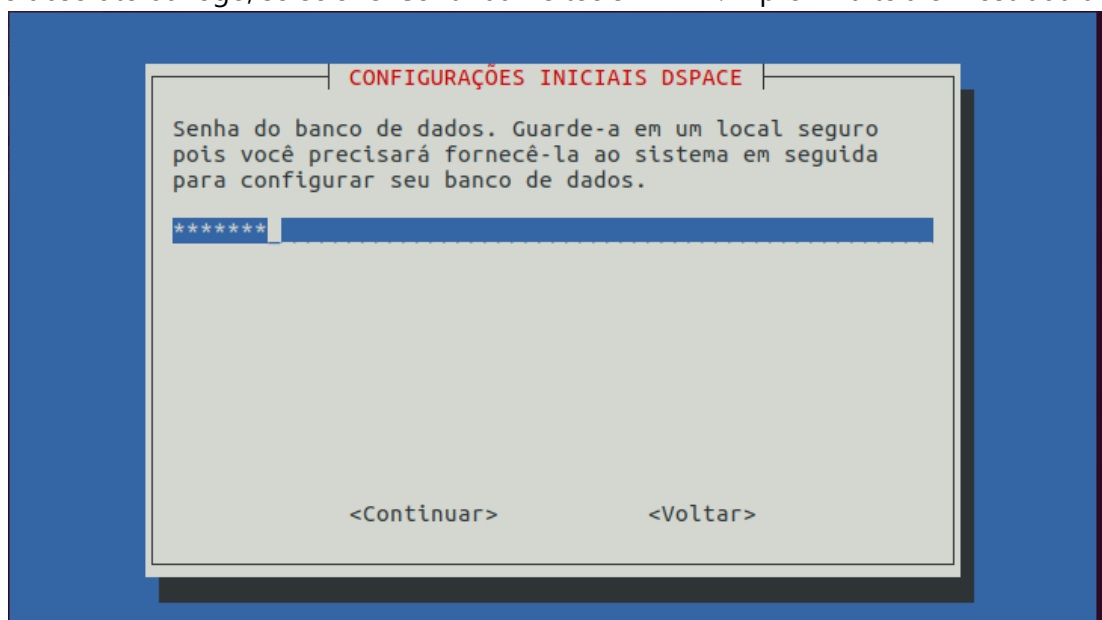 CONFIGURAÇÕES INICIAIS DSPACE
Senha do banco de dados. Guarde-a em um local seguro
pois você precisará fornecê-la ao sistema em seguida
para configurar seu banco de dados.
*******
<Continuar> <Voltar>